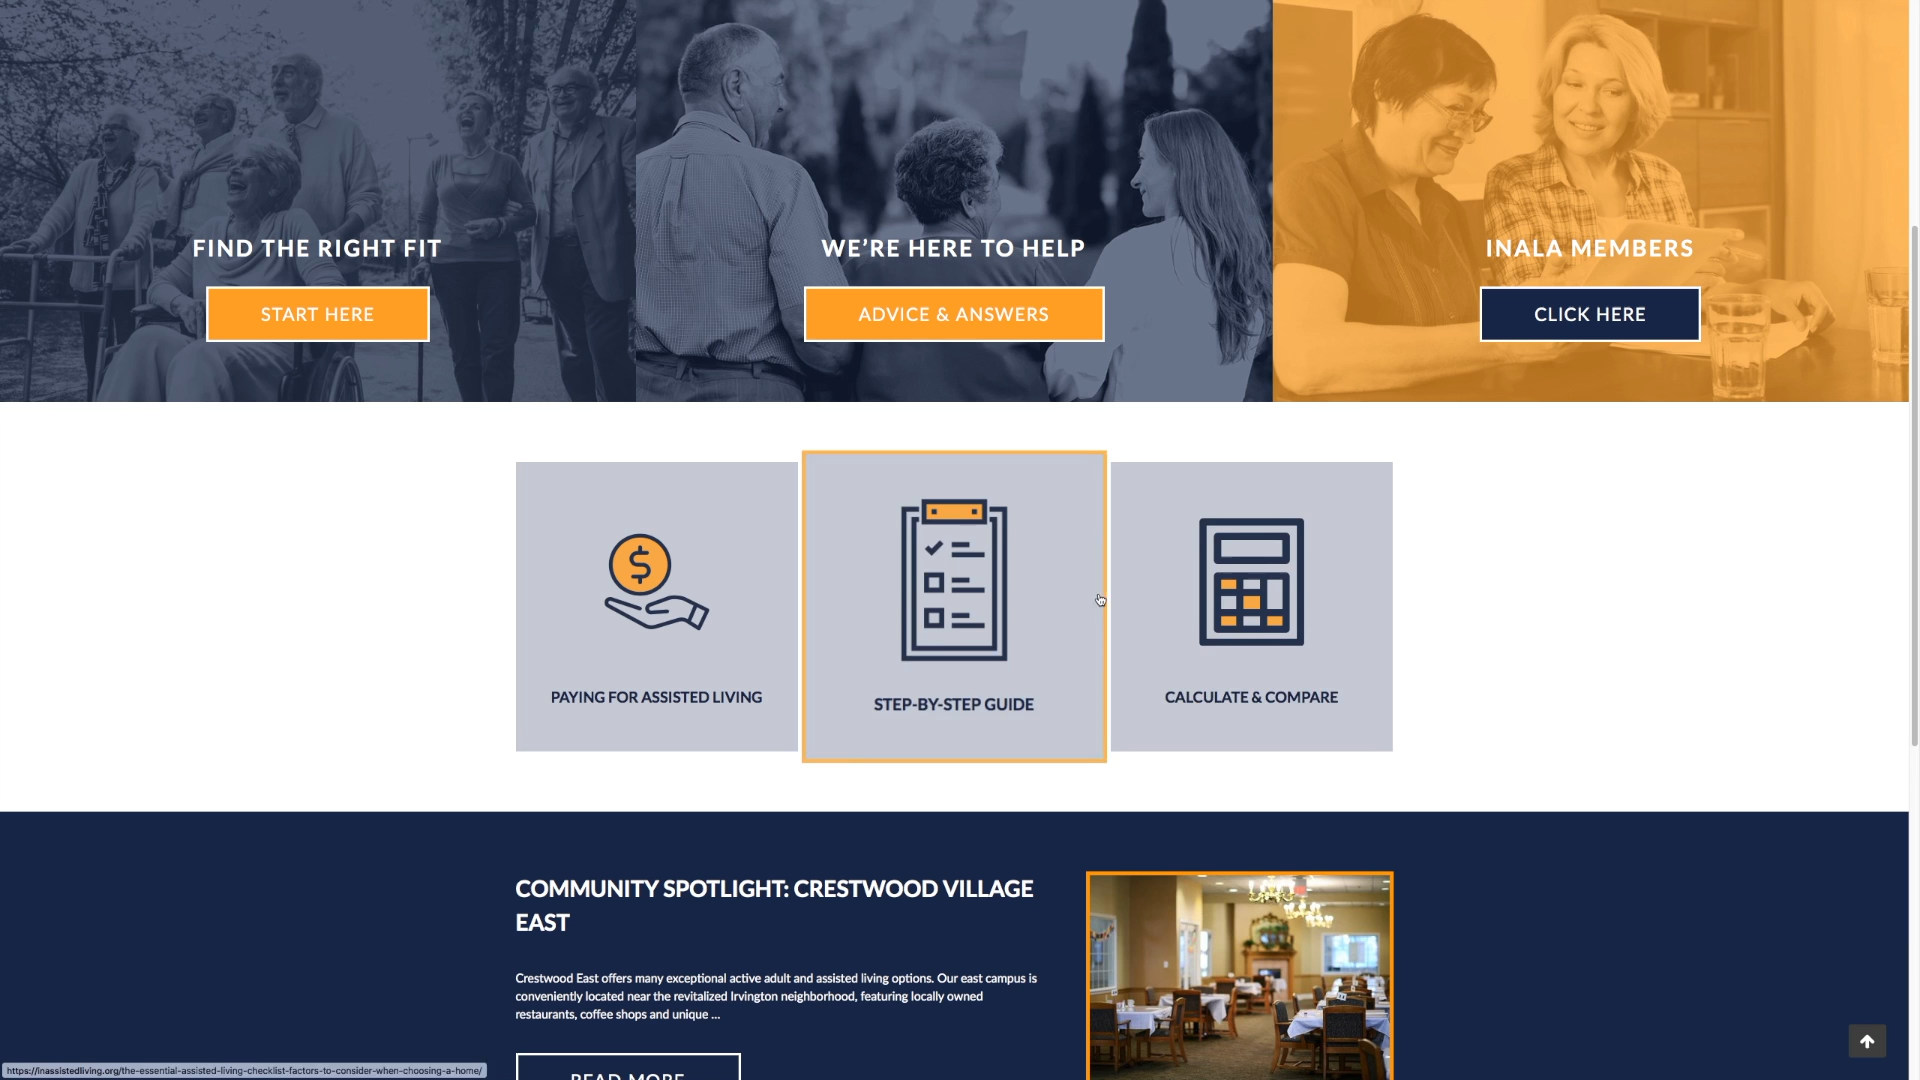 FIND THE RIGHT FIT
START HERE
WE'RE HERE TO HELP
ADVICE & ANSWERS
INALA MEMBERS
CLICK HERE
PAYING FOR ASSISTED LIVING
STEP-BY-STEP GUIDE
CALCULATE & COMPARE
COMMUNITY SPOTLIGHT: CRESTWOOD VILLAGE
EAST
Crestwood East offers many exceptional active adult and assisted living options. Our east campus is
conveniently located near the revitalized Irvington neighborhood, featuring locally owned
restaurants, coffee shops and unique ...
READ MORE
https://inassistedliving.org/the-essential-assisted-living-checklist-factors-to-consider-when-choosing-a-home/